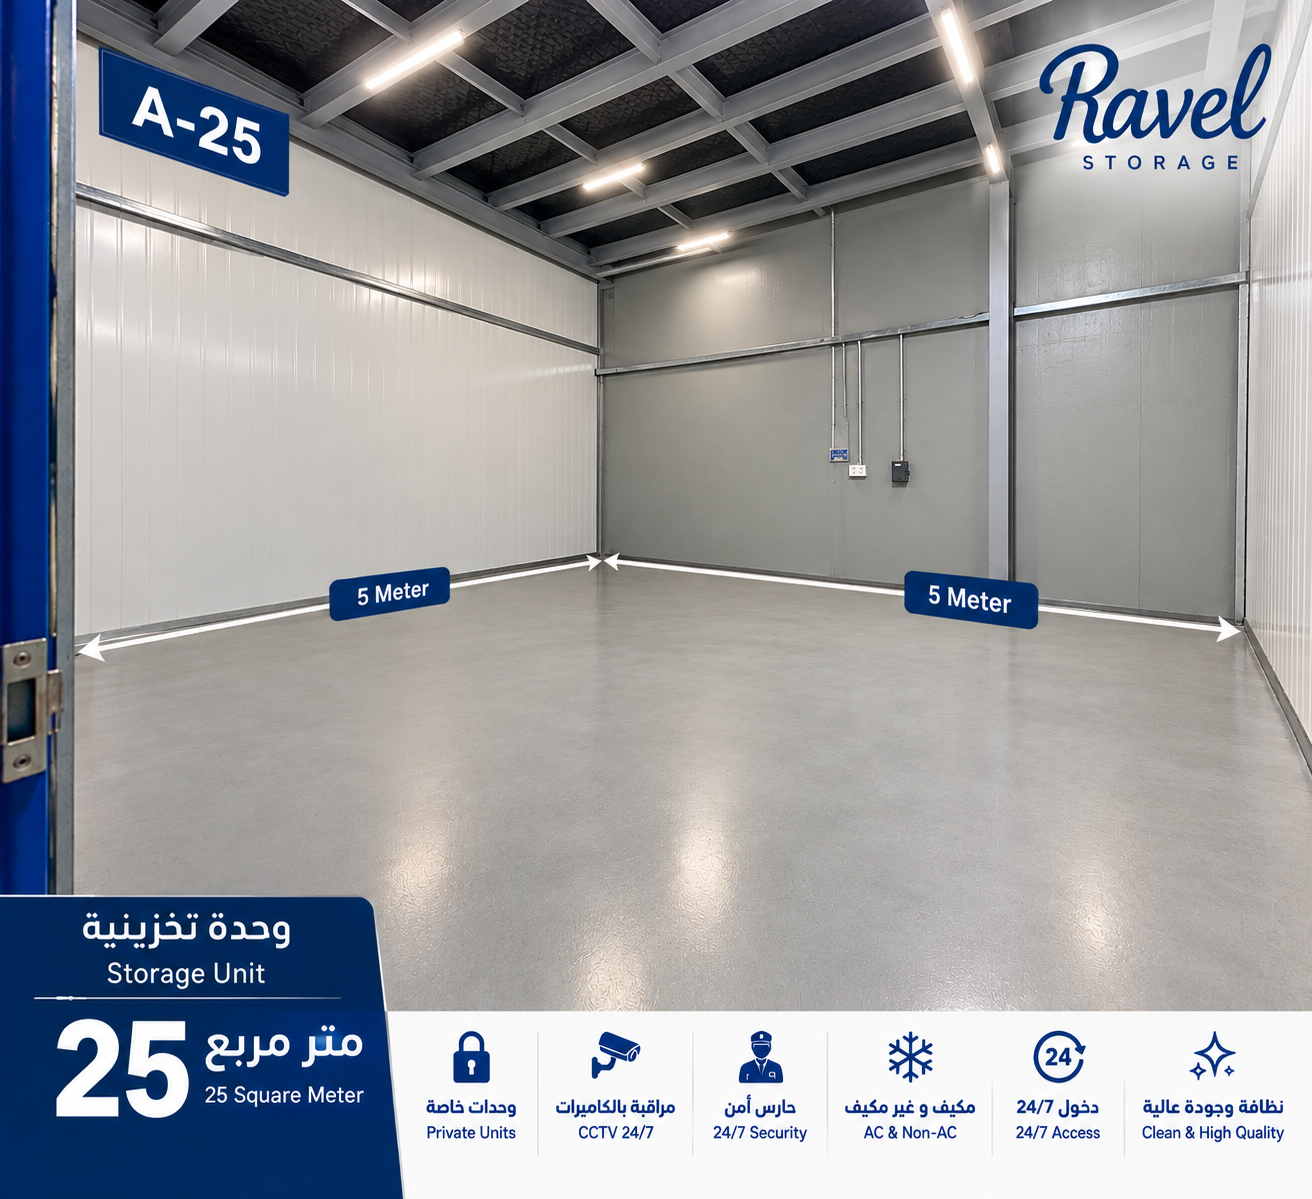 A-25
Ravel
STORAGE
5 Meter
5 Meter
وحدة تخزينية
Storage Unit
25
متر مربع
25 Square Meter
وحدات خاصة
Private Units
مراقبة بالكاميرات
CCTV 24/7
حارس أمن
24/7 Security
مكيف و غير مكيف
AC & Non-AC
24
دخول 24/7
24/7 Access
نظافة وجودة عالية
Clean & High Quality